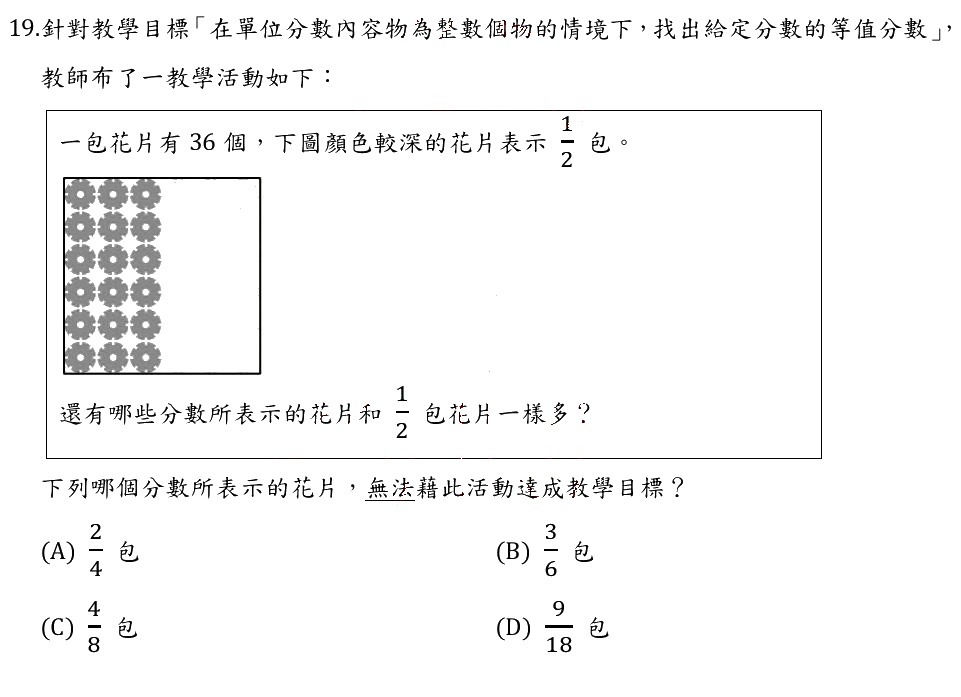 19.針對教學目標「在單位分數內容物為整數個物的情境下，找出給定分數的等值分數」，
教師布了一教學活動如下：
一包花片有 36 個，下圖顏色較深的花片表示 1/2 包。
還有哪些分數所表示的花片和 1/2 包花片一樣多？
下列哪個分數所表示的花片，無法藉此活動達成教學目標？
(A) 2/4 包 (B) 3/6 包
(C) 4/8 包 (D) 9/18 包